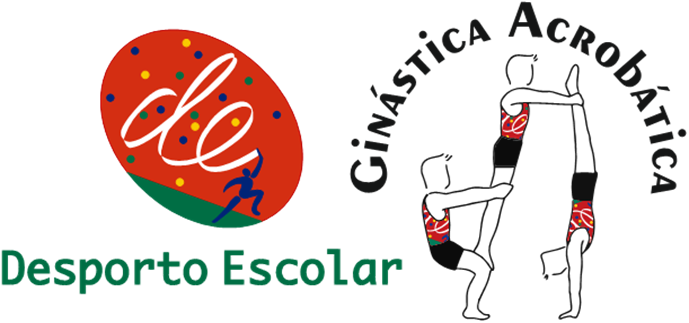 de
Desporto Escolar
Ginástica Acrobática